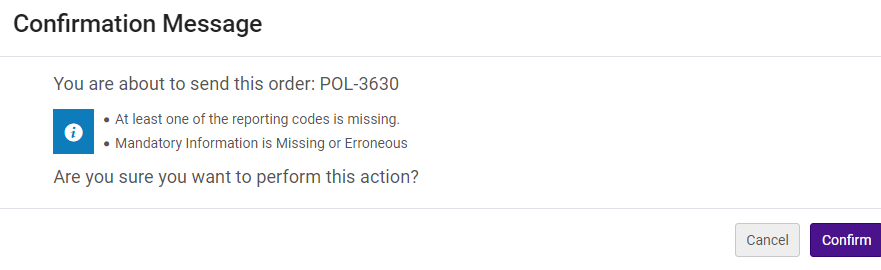 Confirmation Message
You are about to send this order: POL-3630
• At least one of the reporting codes is missing.
• Mandatory Information is Missing or Erroneous
Are you sure you want to perform this action?
Cancel Confirm